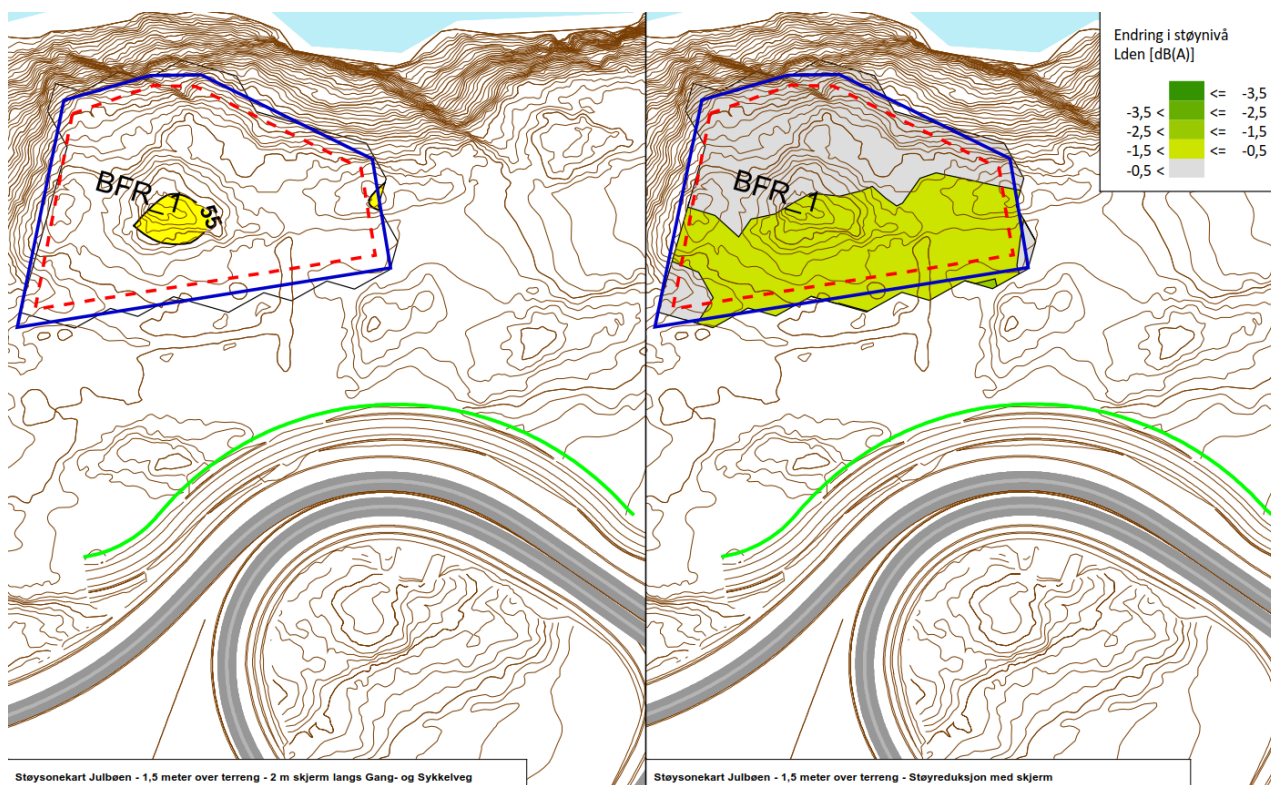 BFR_1
55
Støysonekart Julbøen - 1,5 meter over terreng - 2 m skjerm langs Gang- og Sykkelveg
BFR_1
Endring i støynivå
Lden [dB(A)]
<= -3,5
-3,5 < <= -2,5
-2,5 < <= -1,5
-1,5 < <= -0,5
-0,5 <
Støysonekart Julbøen - 1,5 meter over terreng - Støyreduksjon med skjerm